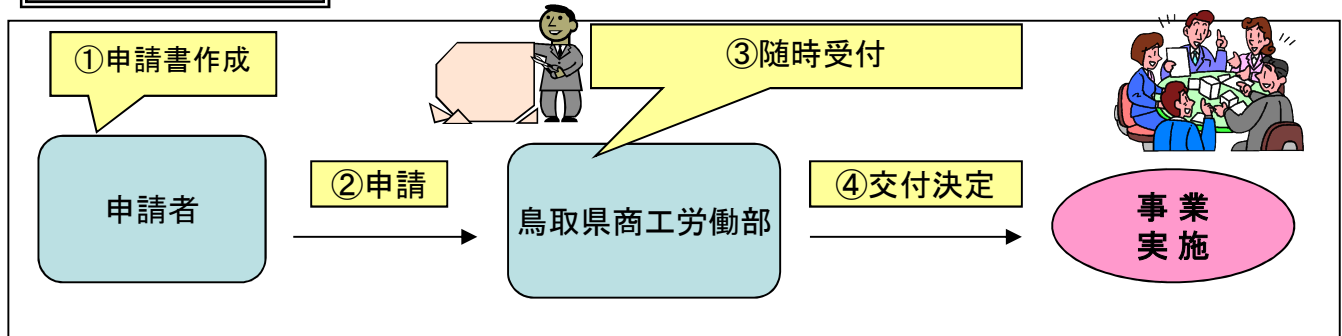 ①申請書作成
③随時受付
②申請
④交付決定
申請者
鳥取県商工労働部
事業
実施